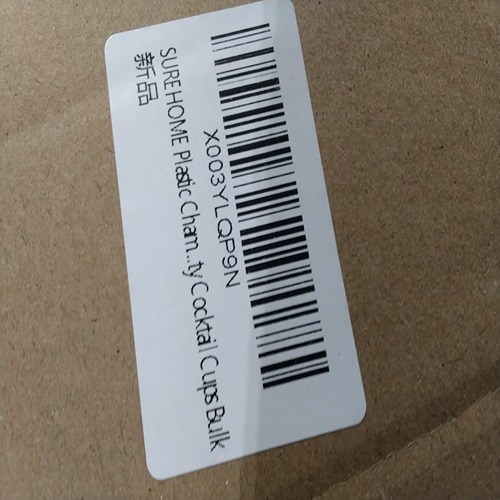 X003YLQP9N
SUREHOME Plastic Cham...ty Cocktail Cups Bulk
新品